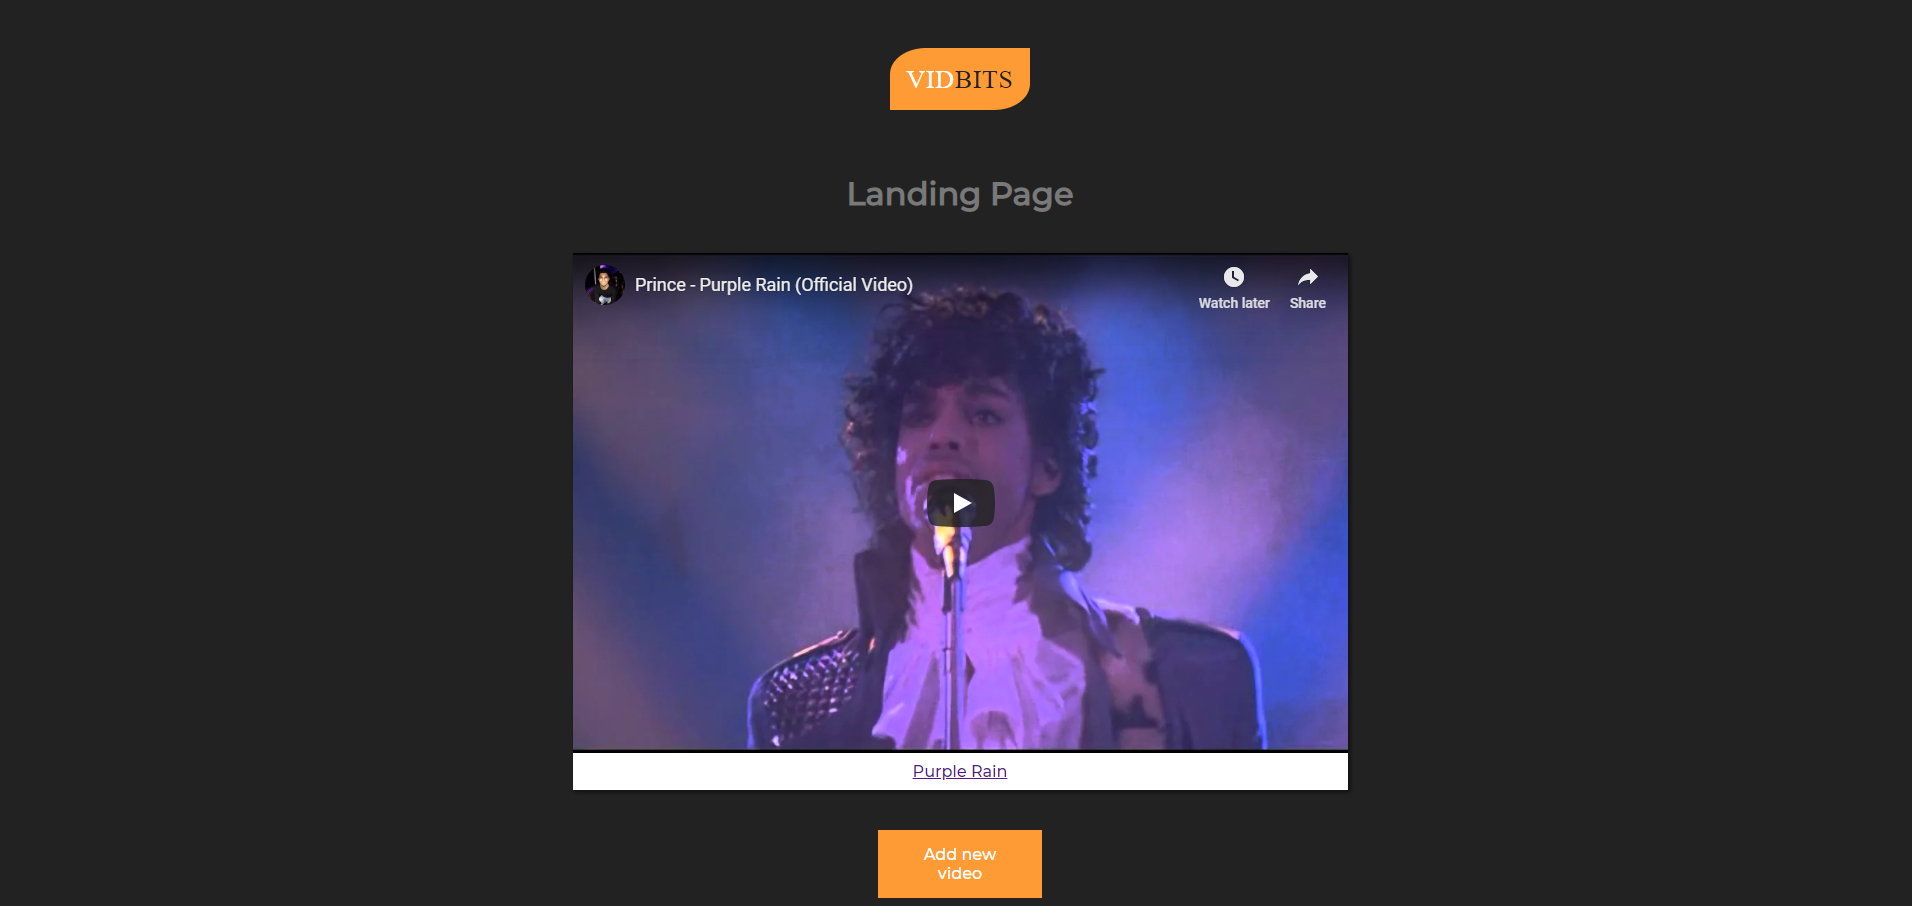 VIDBITS
Landing Page
Prince - Purple Rain (Official Video)
Watch later
Share
Purple Rain
Add new
video